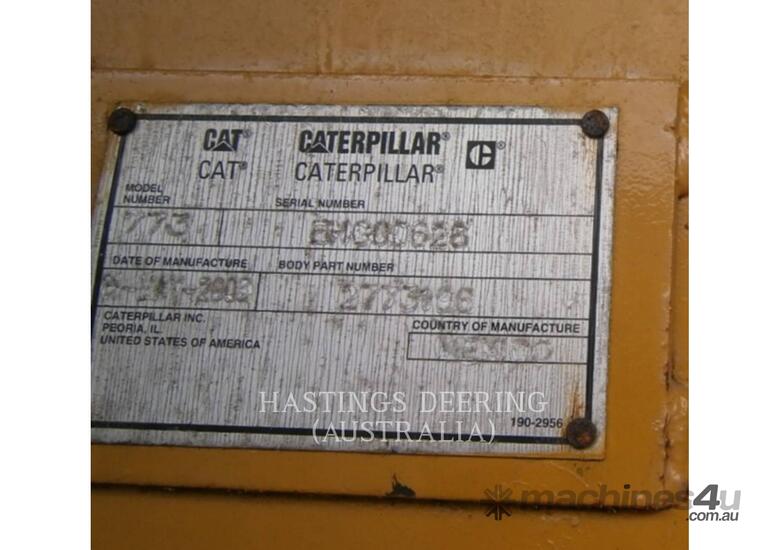 CAT® CATERPILLAR® C®
CAT® CATERPILLAR®
MODEL
NUMBER SERIAL NUMBER
773
DATE OF MANUFACTURE BODY PART NUMBER
CATERPILLAR INC.
PEORIA, IL
UNITED STATES OF AMERICA
COUNTRY OF MANUFACTURE
190-2956
HASTINGS DEERING
(AUSTRALIA)
machines4u
.com.au